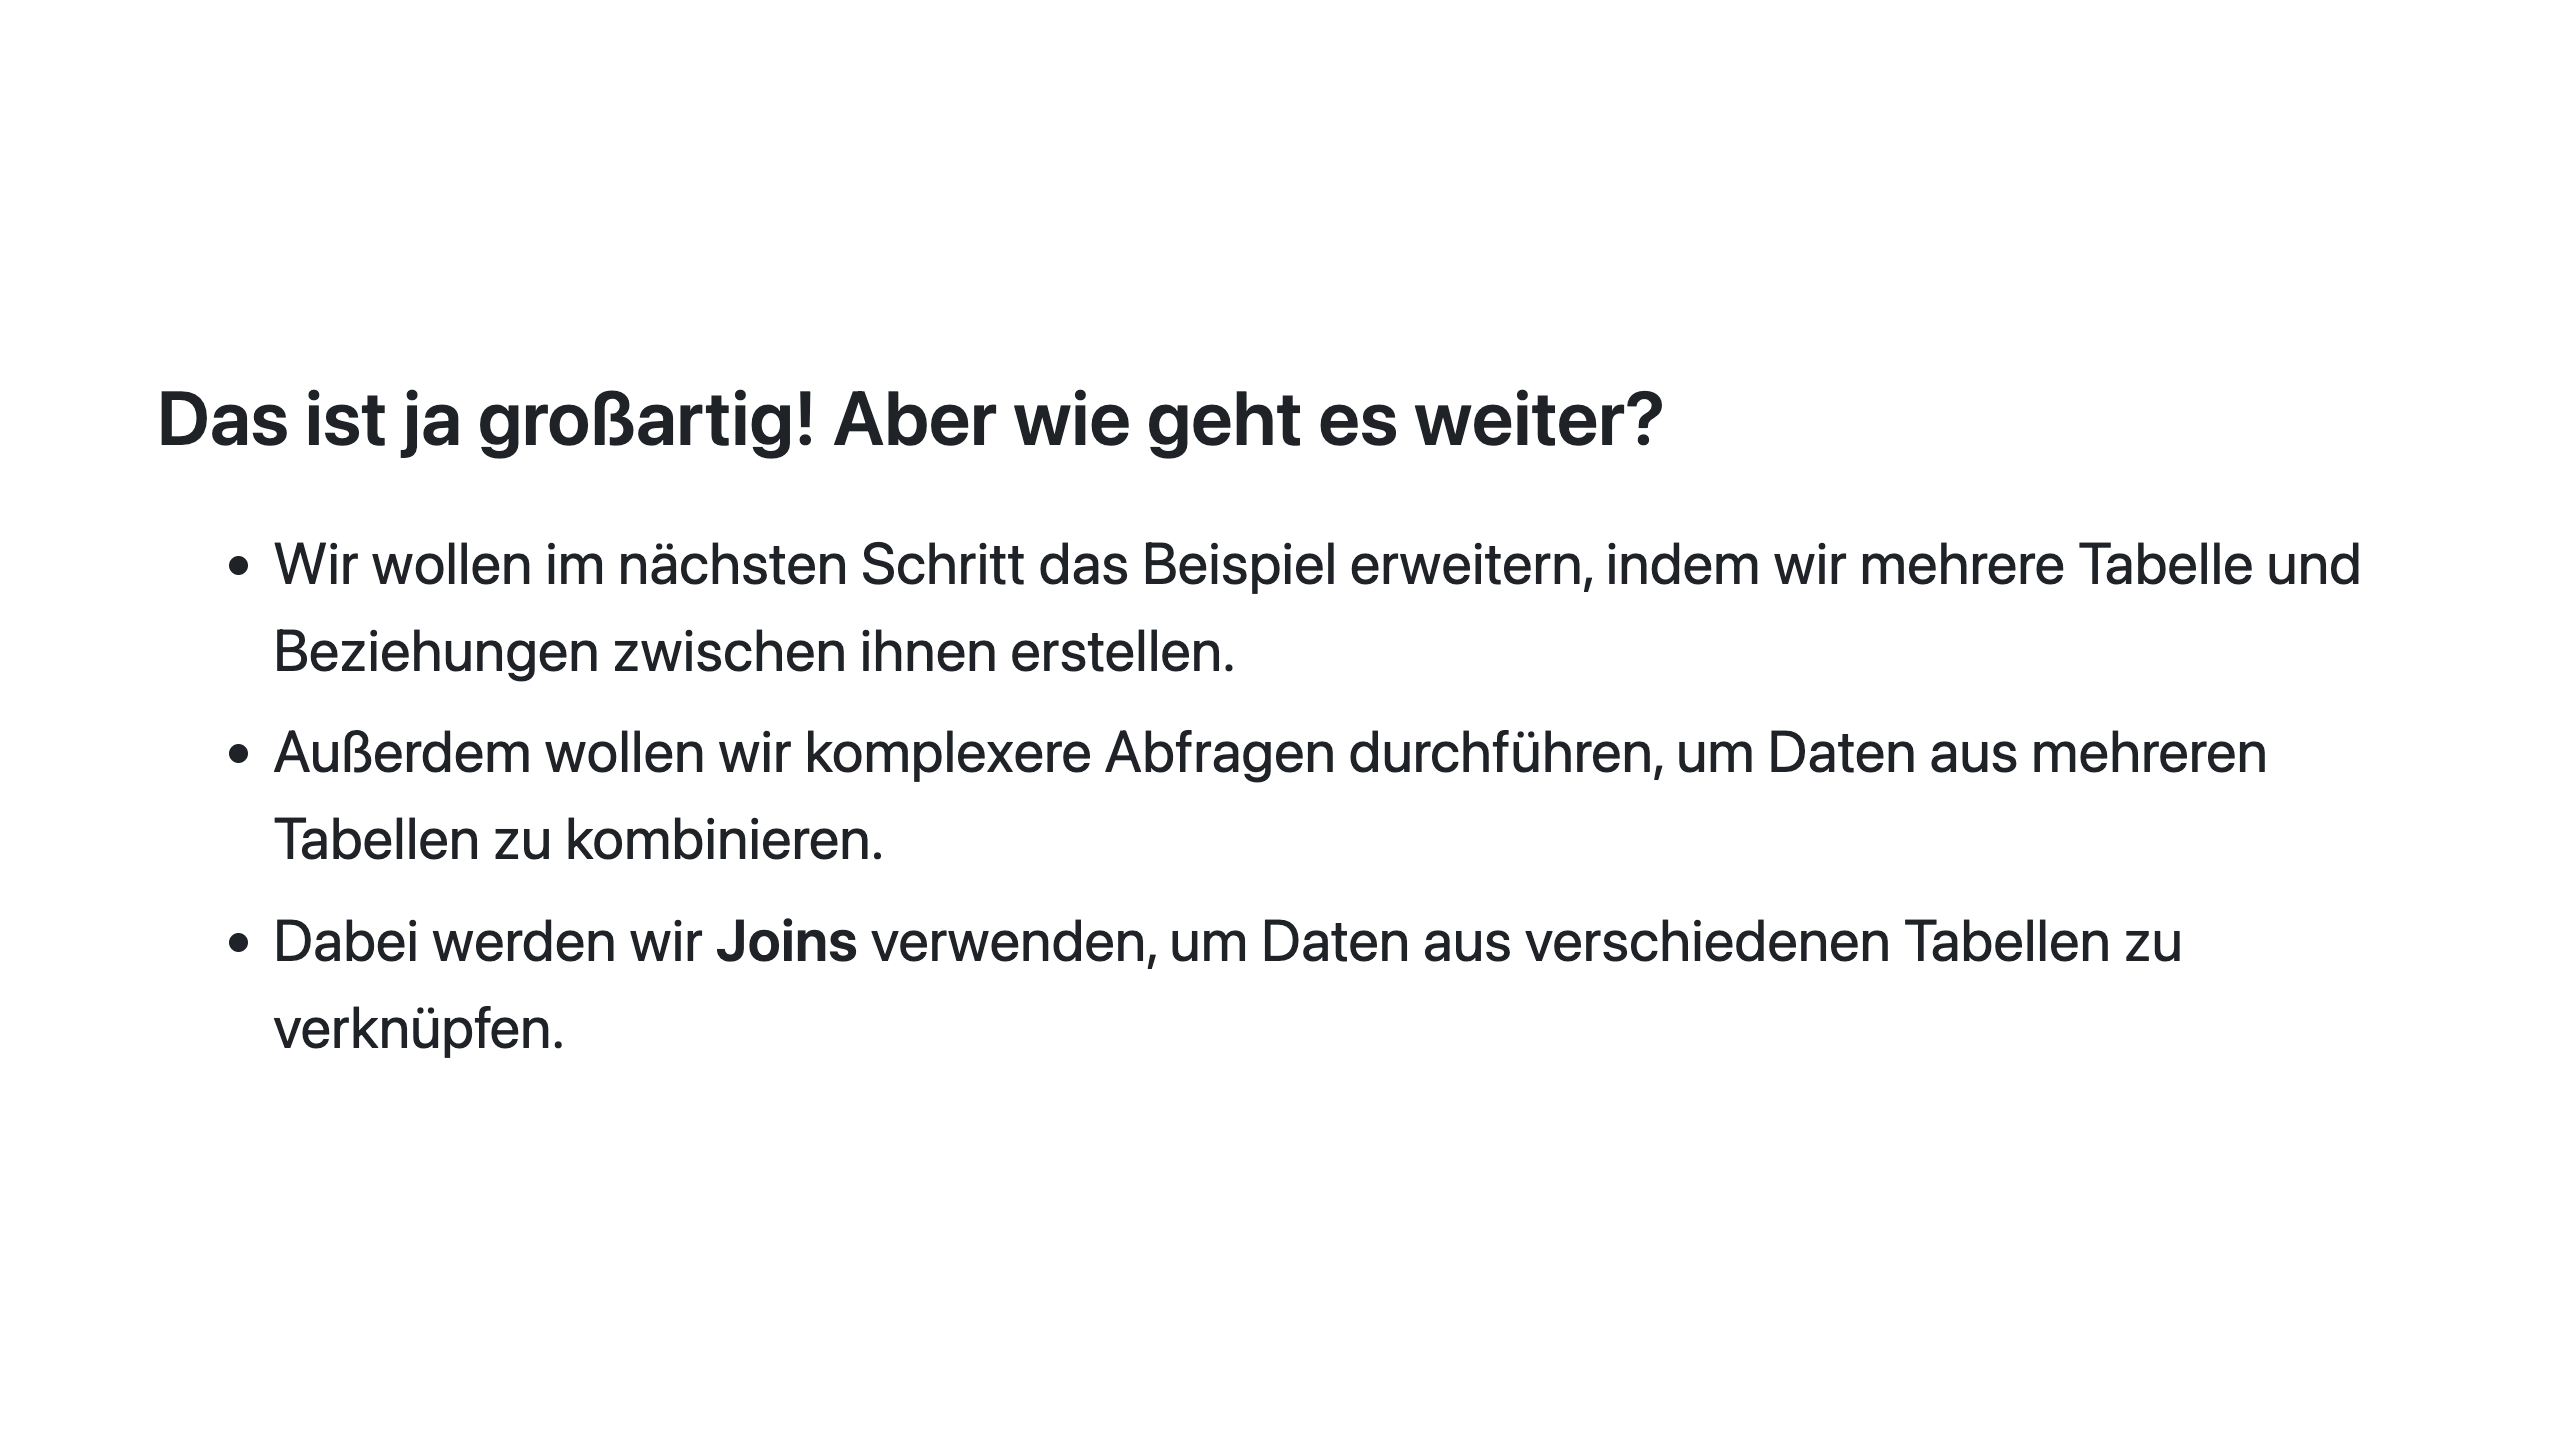 Das ist ja großartig! Aber wie geht es weiter?
• Wir wollen im nächsten Schritt das Beispiel erweitern, indem wir mehrere Tabelle und
Beziehungen zwischen ihnen erstellen.
• Außerdem wollen wir komplexere Abfragen durchführen, um Daten aus mehreren
Tabellen zu kombinieren.
• Dabei werden wir Joins verwenden, um Daten aus verschiedenen Tabellen zu
verknüpfen.